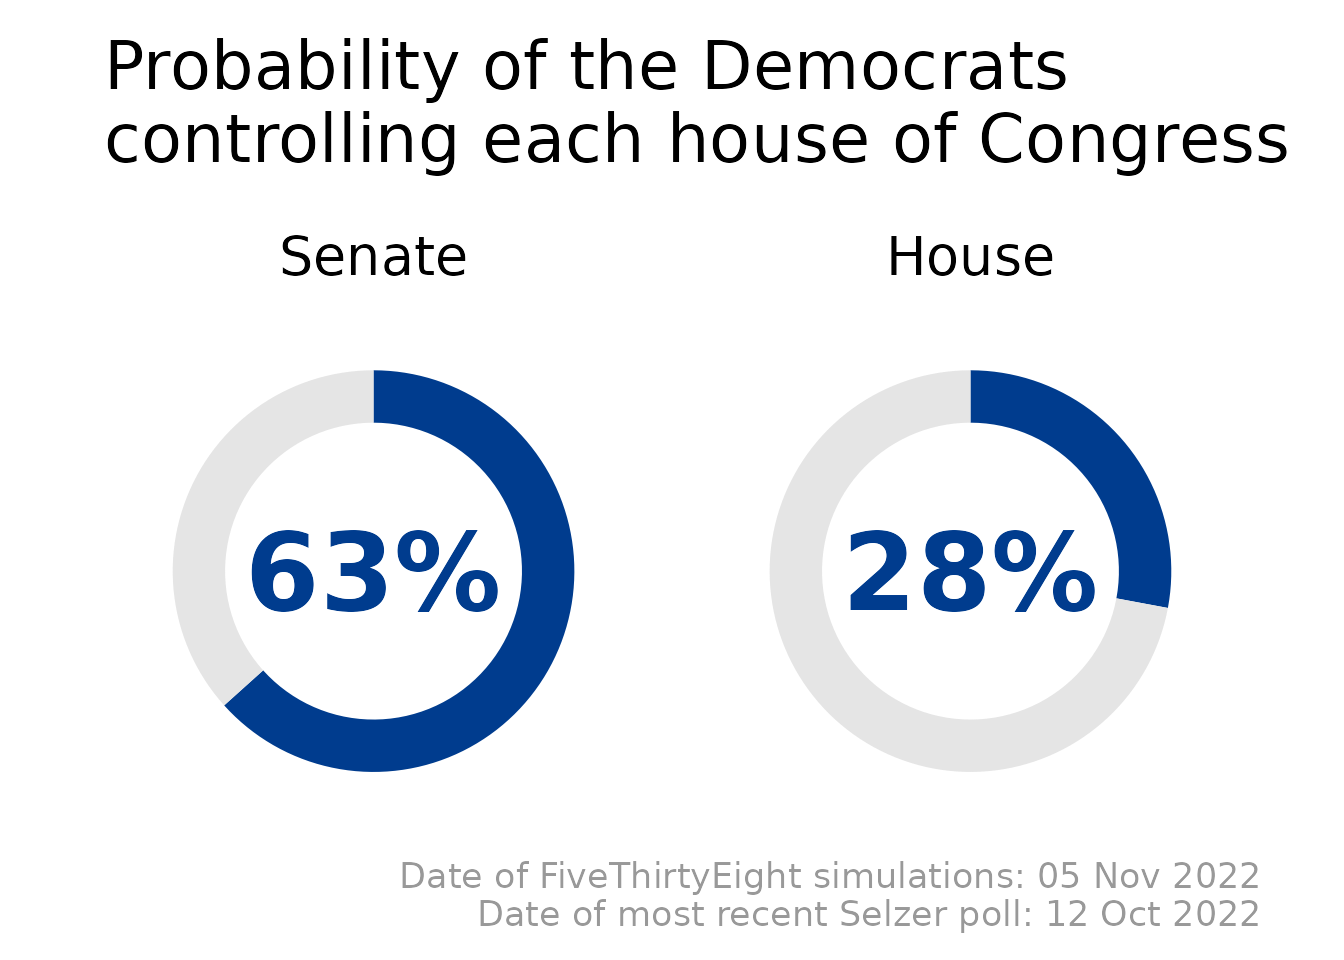 Probability of the Democrats
controlling each house of Congress
Senate
House
63%
28%
Date of FiveThirtyEight simulations: 05 Nov 2022
Date of most recent Selzer poll: 12 Oct 2022